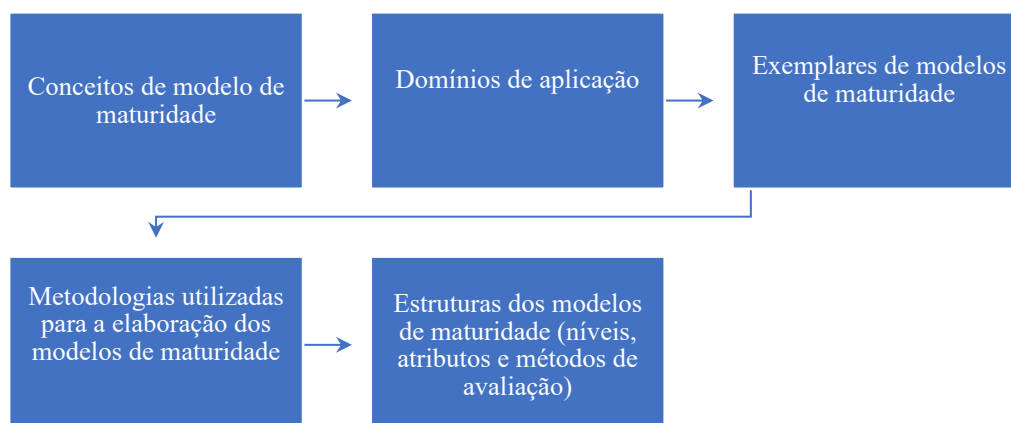 Conceitos de modelo de
maturidade
Domínios de aplicação
Exemplares de modelos
de maturidade
Metodologias utilizadas
para a elaboração dos
modelos de maturidade
Estruturas dos modelos
de maturidade (níveis,
atributos e métodos de
avaliação)